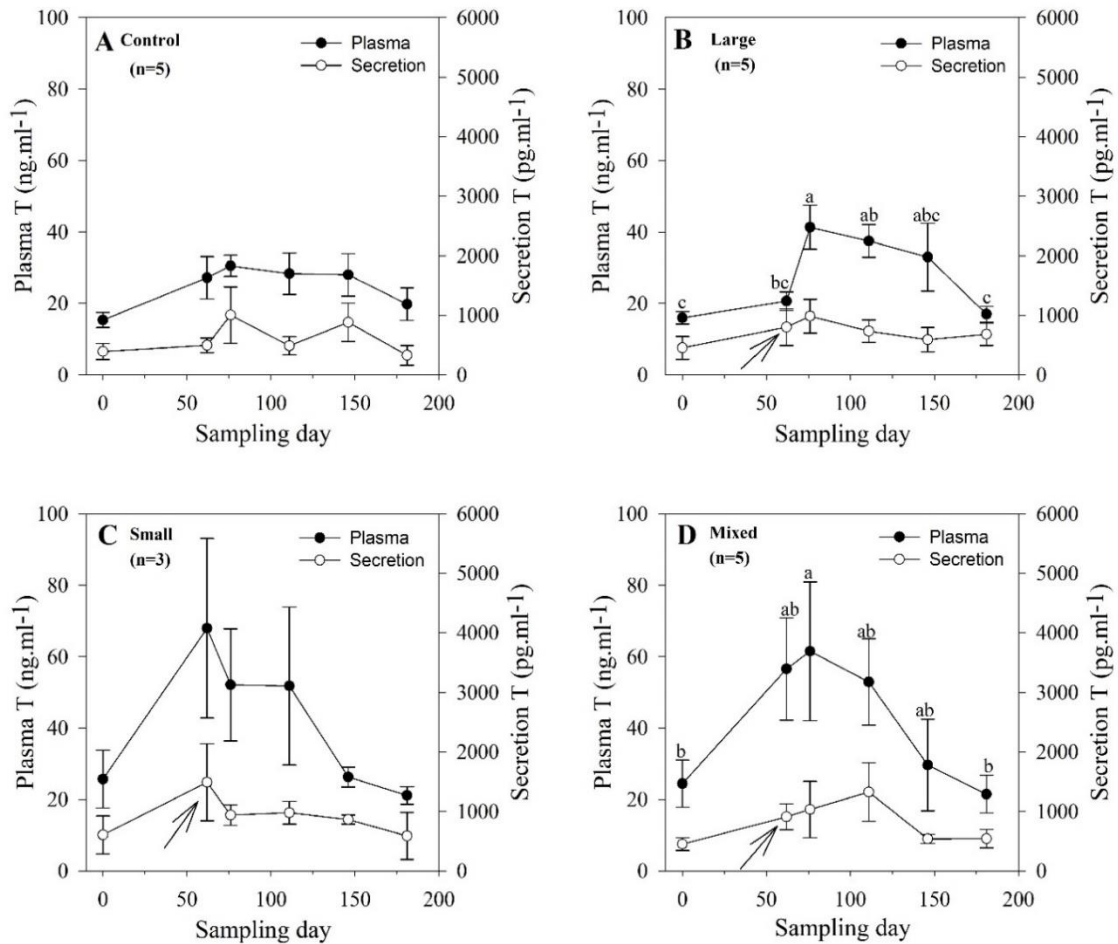 A Control
(n=5)
Plasma
Secretion
Plasma T (ng.ml-1)
100
80
60
40
20
0
Secretion T (pg.ml-1)
6000
5000
4000
3000
2000
1000
0
0 50 100 150 200
Sampling day
B Large
(n=5)
Plasma
Secretion
Plasma T (ng.ml-1)
100
80
60
40
20
0
c bc a ab abc c
Secretion T (pg.ml-1)
6000
5000
4000
3000
2000
1000
0
0 50 100 150 200
Sampling day
C Small
(n=3)
Plasma
Secretion
Plasma T (ng.ml-1)
100
80
60
40
20
0
Secretion T (pg.ml-1)
6000
5000
4000
3000
2000
1000
0
0 50 100 150 200
Sampling day
D Mixed
(n=5)
Plasma
Secretion
Plasma T (ng.ml-1)
100
80
60
40
20
0
b ab a ab ab b
Secretion T (pg.ml-1)
6000
5000
4000
3000
2000
1000
0
0 50 100 150 200
Sampling day